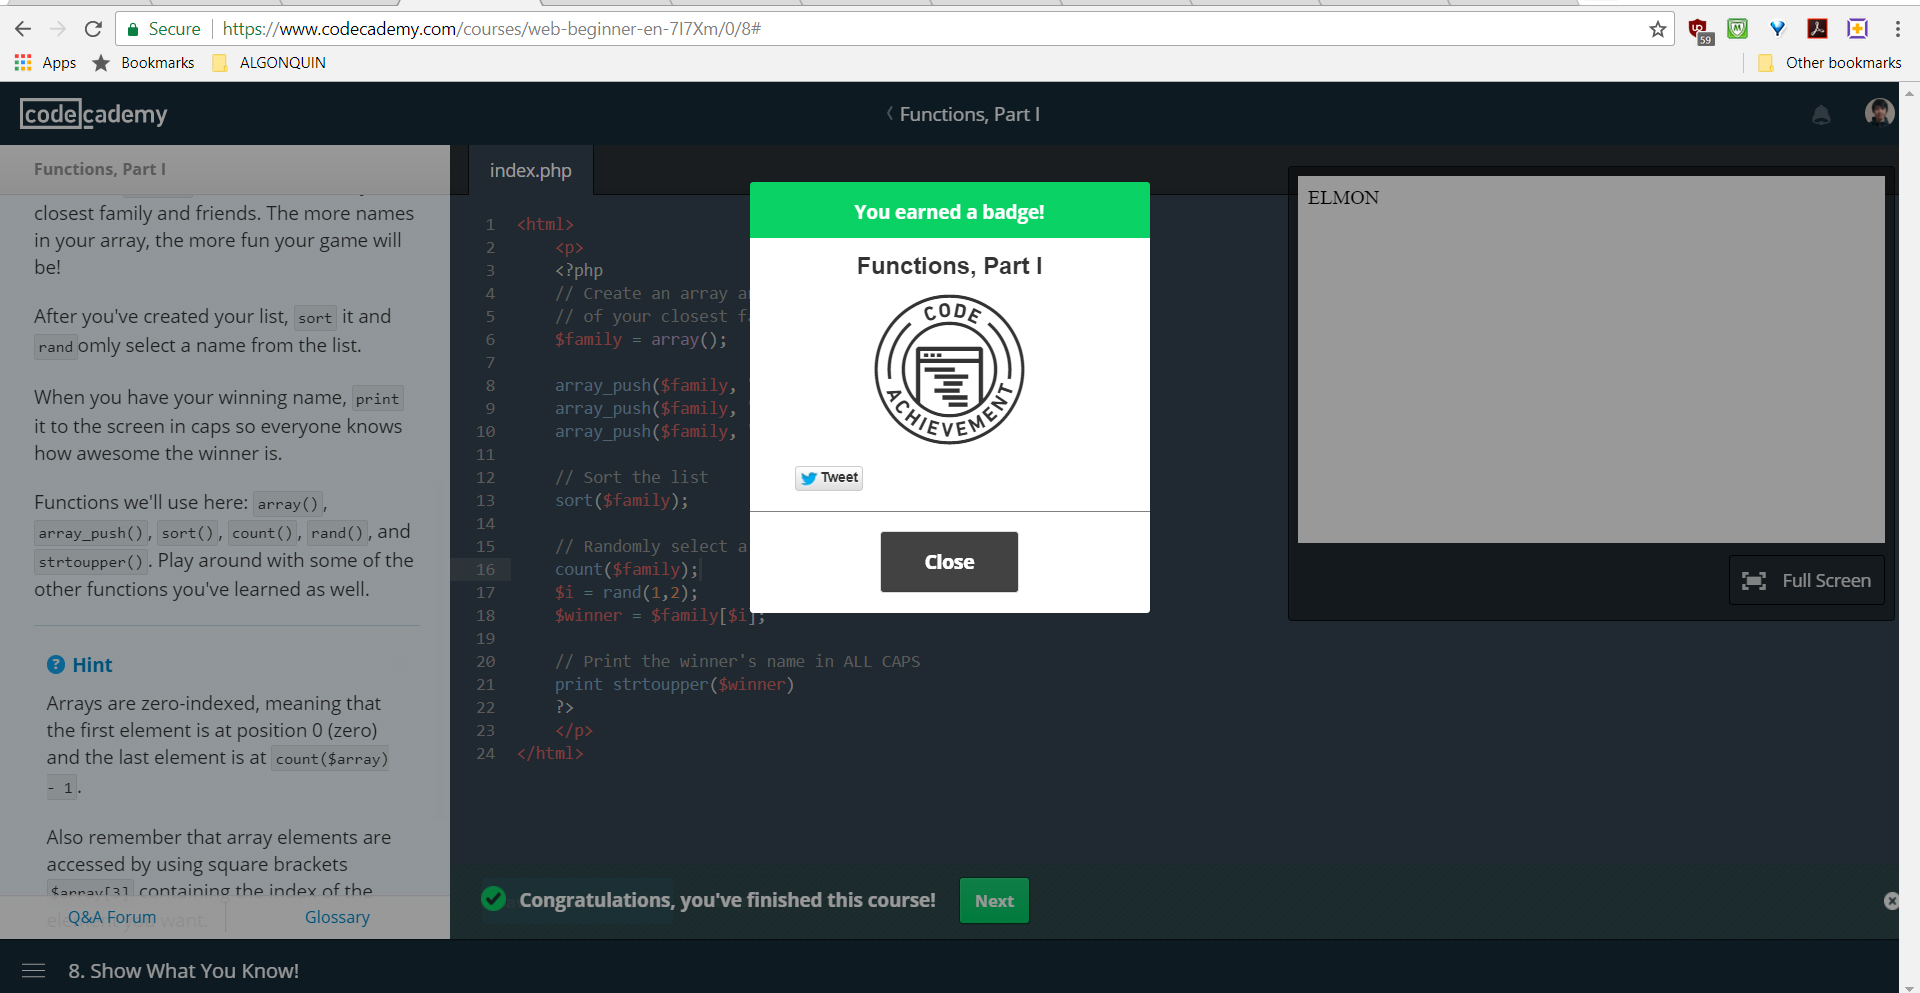 Secure https://www.codecademy.com/courses/web-beginner-en-7I7Xm/0/8#
59
Apps Bookmarks ALGONQUIN Other bookmarks
codecademy
Functions, Part I
Functions, Part I
closest family and friends. The more names
in your array, the more fun your game will
be!
After you've created your list, sort it and
randomly select a name from the list.
When you have your winning name, print
it to the screen in caps so everyone knows
how awesome the winner is.
Functions we'll use here: array(),
array_push(), sort(), count(), rand(), and
strtoupper(). Play around with some of the
other functions you've learned as well.
? Hint
Arrays are zero-indexed, meaning that
the first element is at position 0 (zero)
and the last element is at count($array)
- 1.
Also remember that array elements are
accessed by using square brackets
$array[3] containing the index of the
element you want.
Q&A Forum Glossary
index.php
1 <html>
2 <p>
3 <?php
4 // Create an array
5 // of your closest
6 $family = array();
7
8 array_push($family,
9 array_push($family,
10 array_push($family,
11
12 // Sort the list
13 sort($family);
14
15 // Randomly select a
16 count($family);
17 $i = rand(1,2);
18 $winner = $family[$i];
19
20 // Print the winner's name in ALL CAPS
21 print strtoupper($winner)
22 ?>
23 </p>
24 </html>
You earned a badge!
Functions, Part I
CODE
ACHIEVEMENT
Tweet
Close
ELMON
Full Screen
Congratulations, you've finished this course! Next
8. Show What You Know!